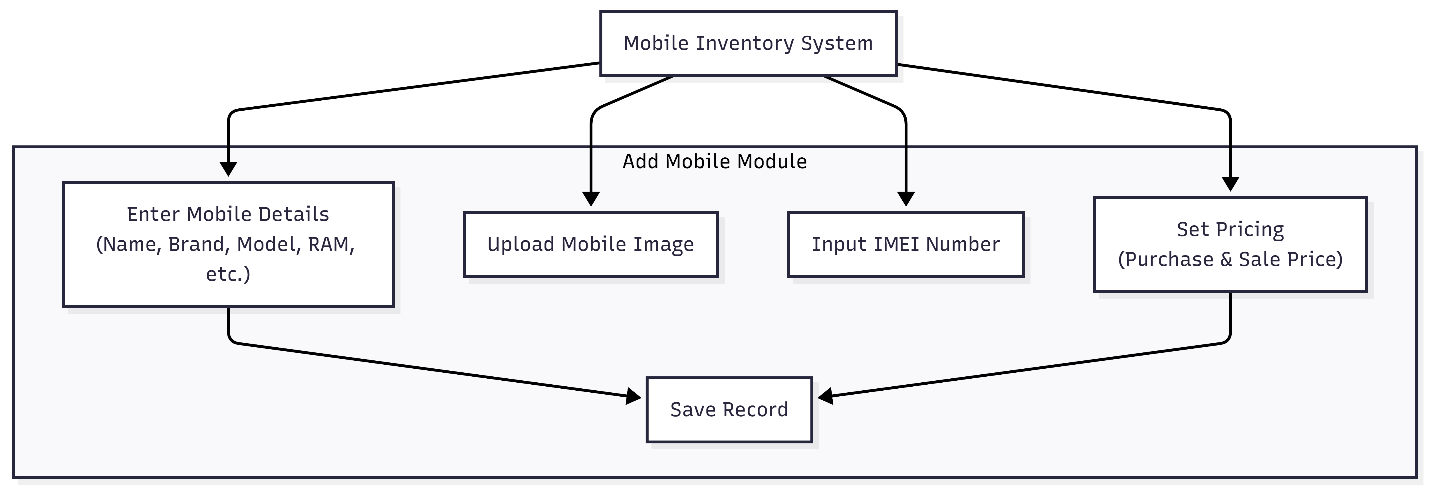 Mobile Inventory System
Add Mobile Module
Enter Mobile Details
(Name, Brand, Model, RAM,
etc.)
Upload Mobile Image
Input IMEI Number
Set Pricing
(Purchase & Sale Price)
Save Record